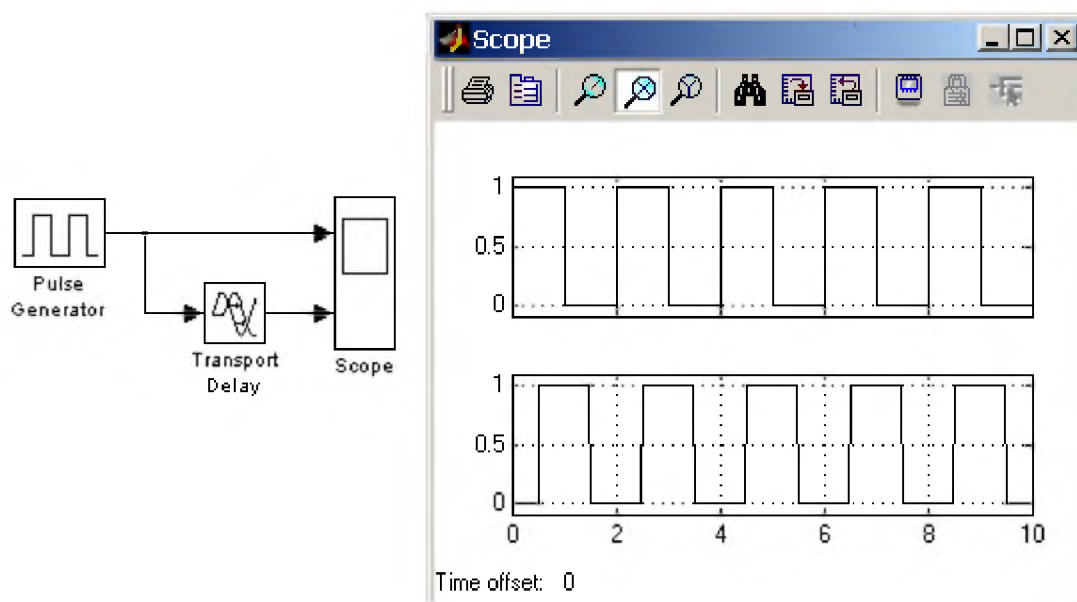 Pulse
Generator
Transport
Delay
Scope
Scope
1
0.5
0
1
0.5
0
0 2 4 6 8 10
Time offset: 0